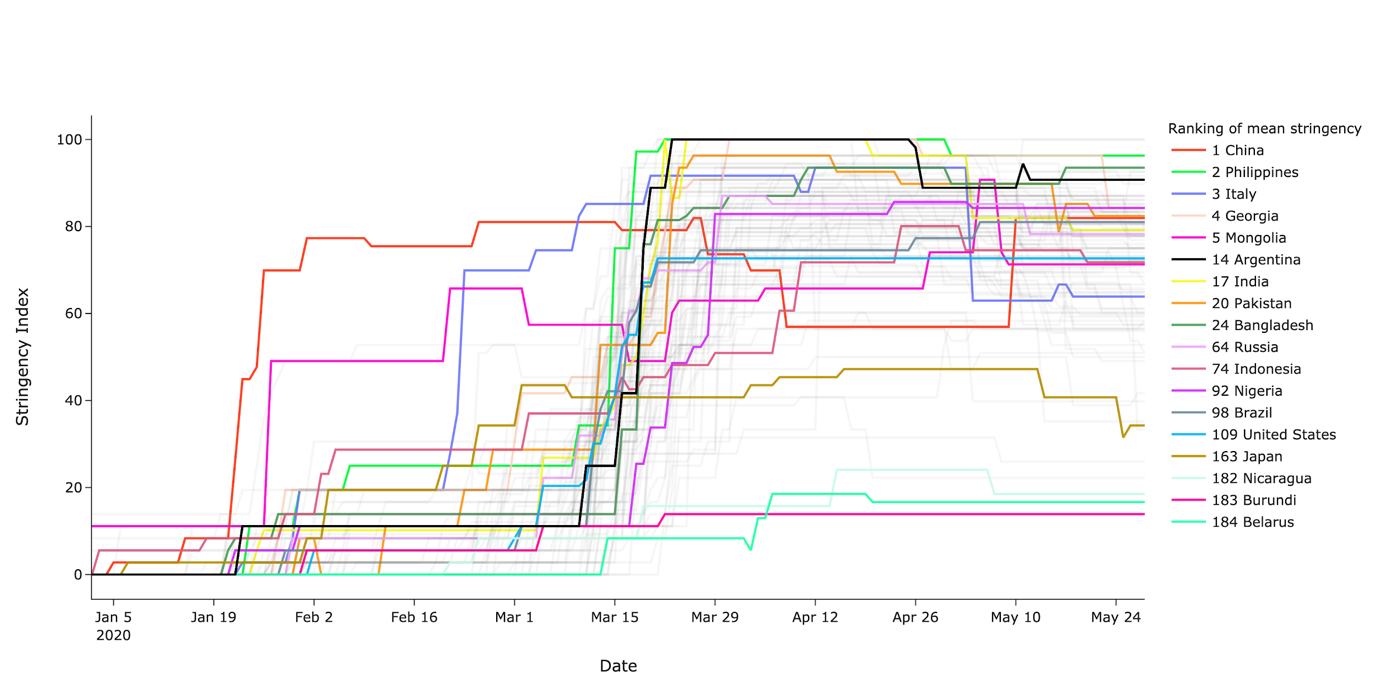 Ranking of mean stringency
1 China
2 Philippines
3 Italy
4 Georgia
5 Mongolia
14 Argentina
17 India
20 Pakistan
24 Bangladesh
64 Russia
74 Indonesia
92 Nigeria
98 Brazil
109 United States
163 Japan
182 Nicaragua
183 Burundi
184 Belarus
Stringency Index
100
80
60
40
20
0
Jan 5 Jan 19 Feb 2 Feb 16 Mar 1 Mar 15 Mar 29 Apr 12 Apr 26 May 10 May 24
2020
Date